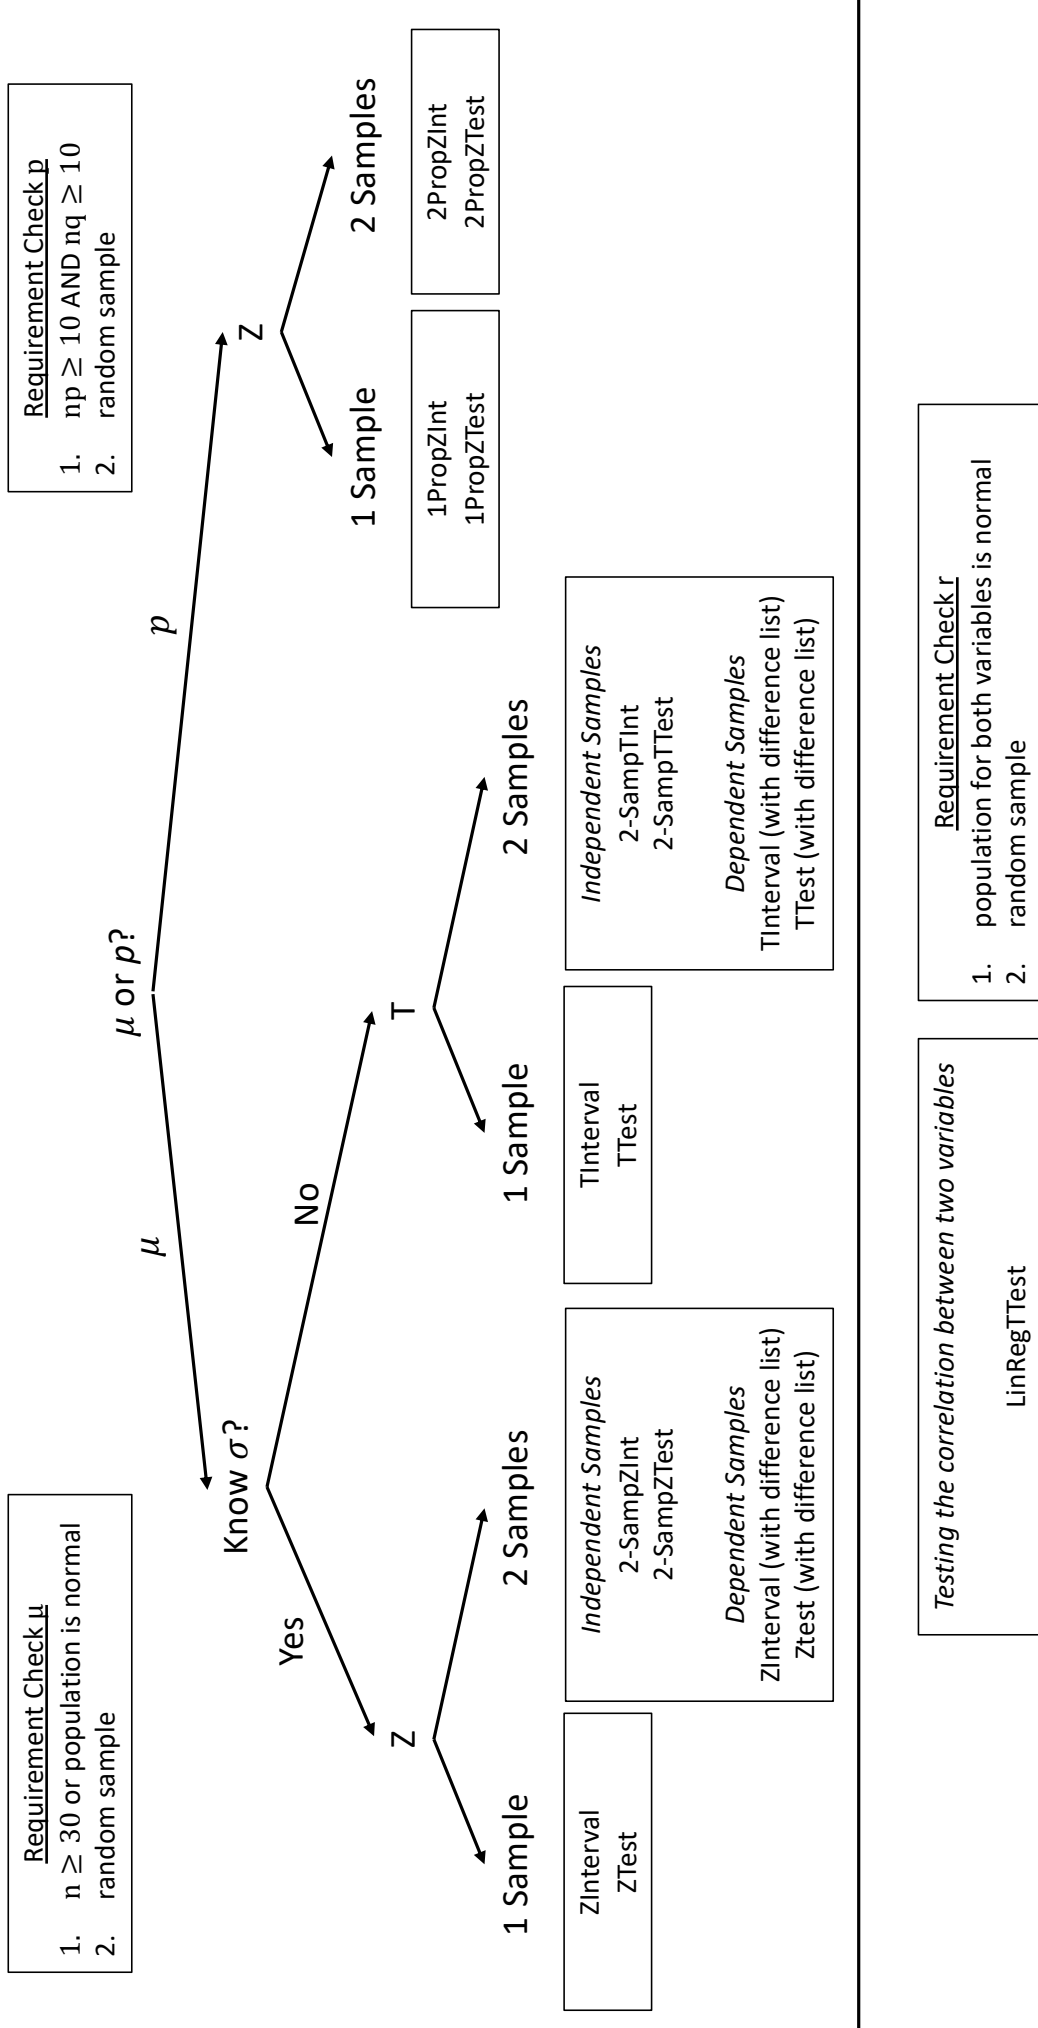 Requirement Check μ
1. n ≥ 30 or population is normal
2. random sample
Requirement Check p
1. np ≥ 10 AND nq ≥ 10
2. random sample
μ or p?
μ
p
Know σ?
Z
Yes
No
1 Sample
2 Samples
Z
T
1PropZInt
1PropZTest
2PropZInt
2PropZTest
1 Sample
2 Samples
1 Sample
2 Samples
ZInterval
ZTest
Independent Samples
2-SampZInt
2-SampZTest
Dependent Samples
ZInterval (with difference list)
Ztest (with difference list)
TInterval
TTest
Independent Samples
2-SampTInt
2-SampTTest
Dependent Samples
TInterval (with difference list)
TTest (with difference list)
Testing the correlation between two variables
LinRegTTest
Requirement Check r
1. population for both variables is normal
2. random sample